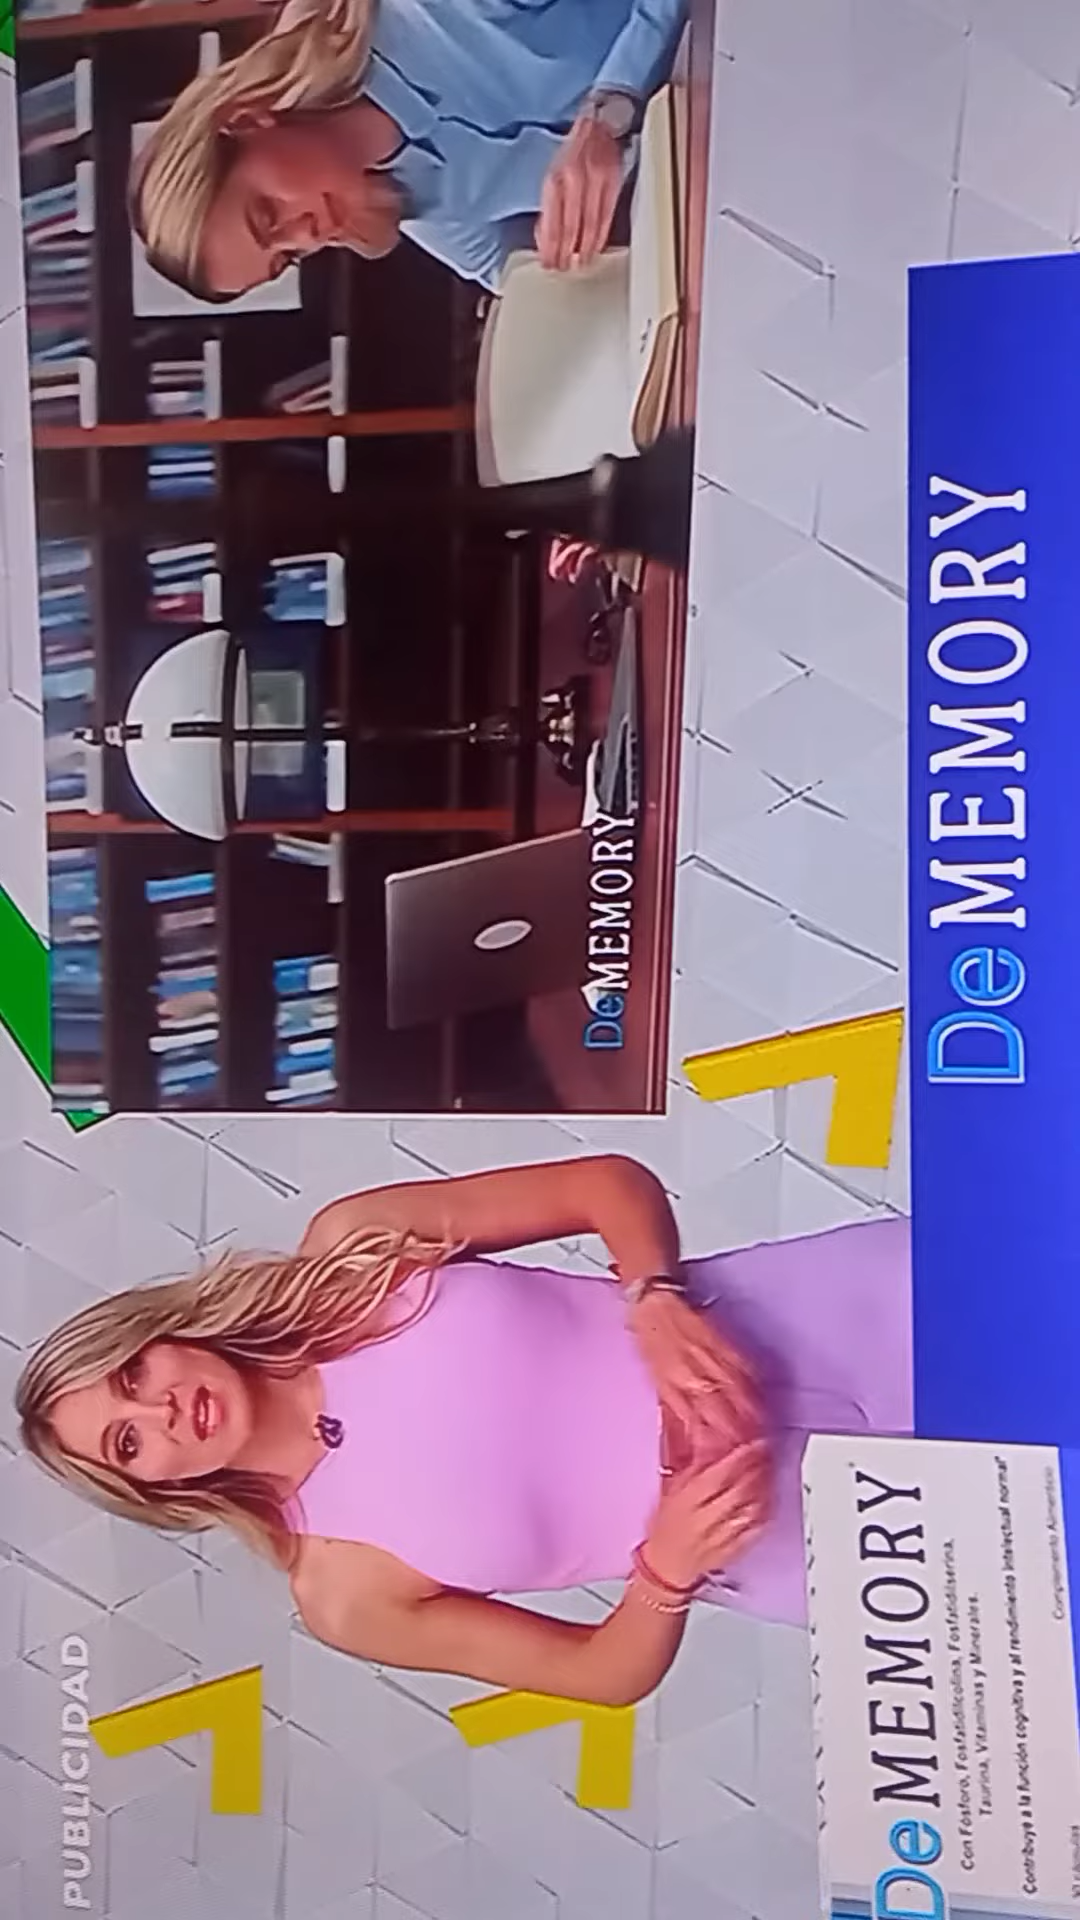 PUBLICIDAD
DeMEMORY
DeMEMORY
Con Fósforo, Fosfatidilcolina, Fosfatidilserina,
Taurina, Vitaminas y Minerales.
Contribuye a la función cognitiva y al rendimiento intelectual normal*
Complemento Alimenticio
DeMEMORY